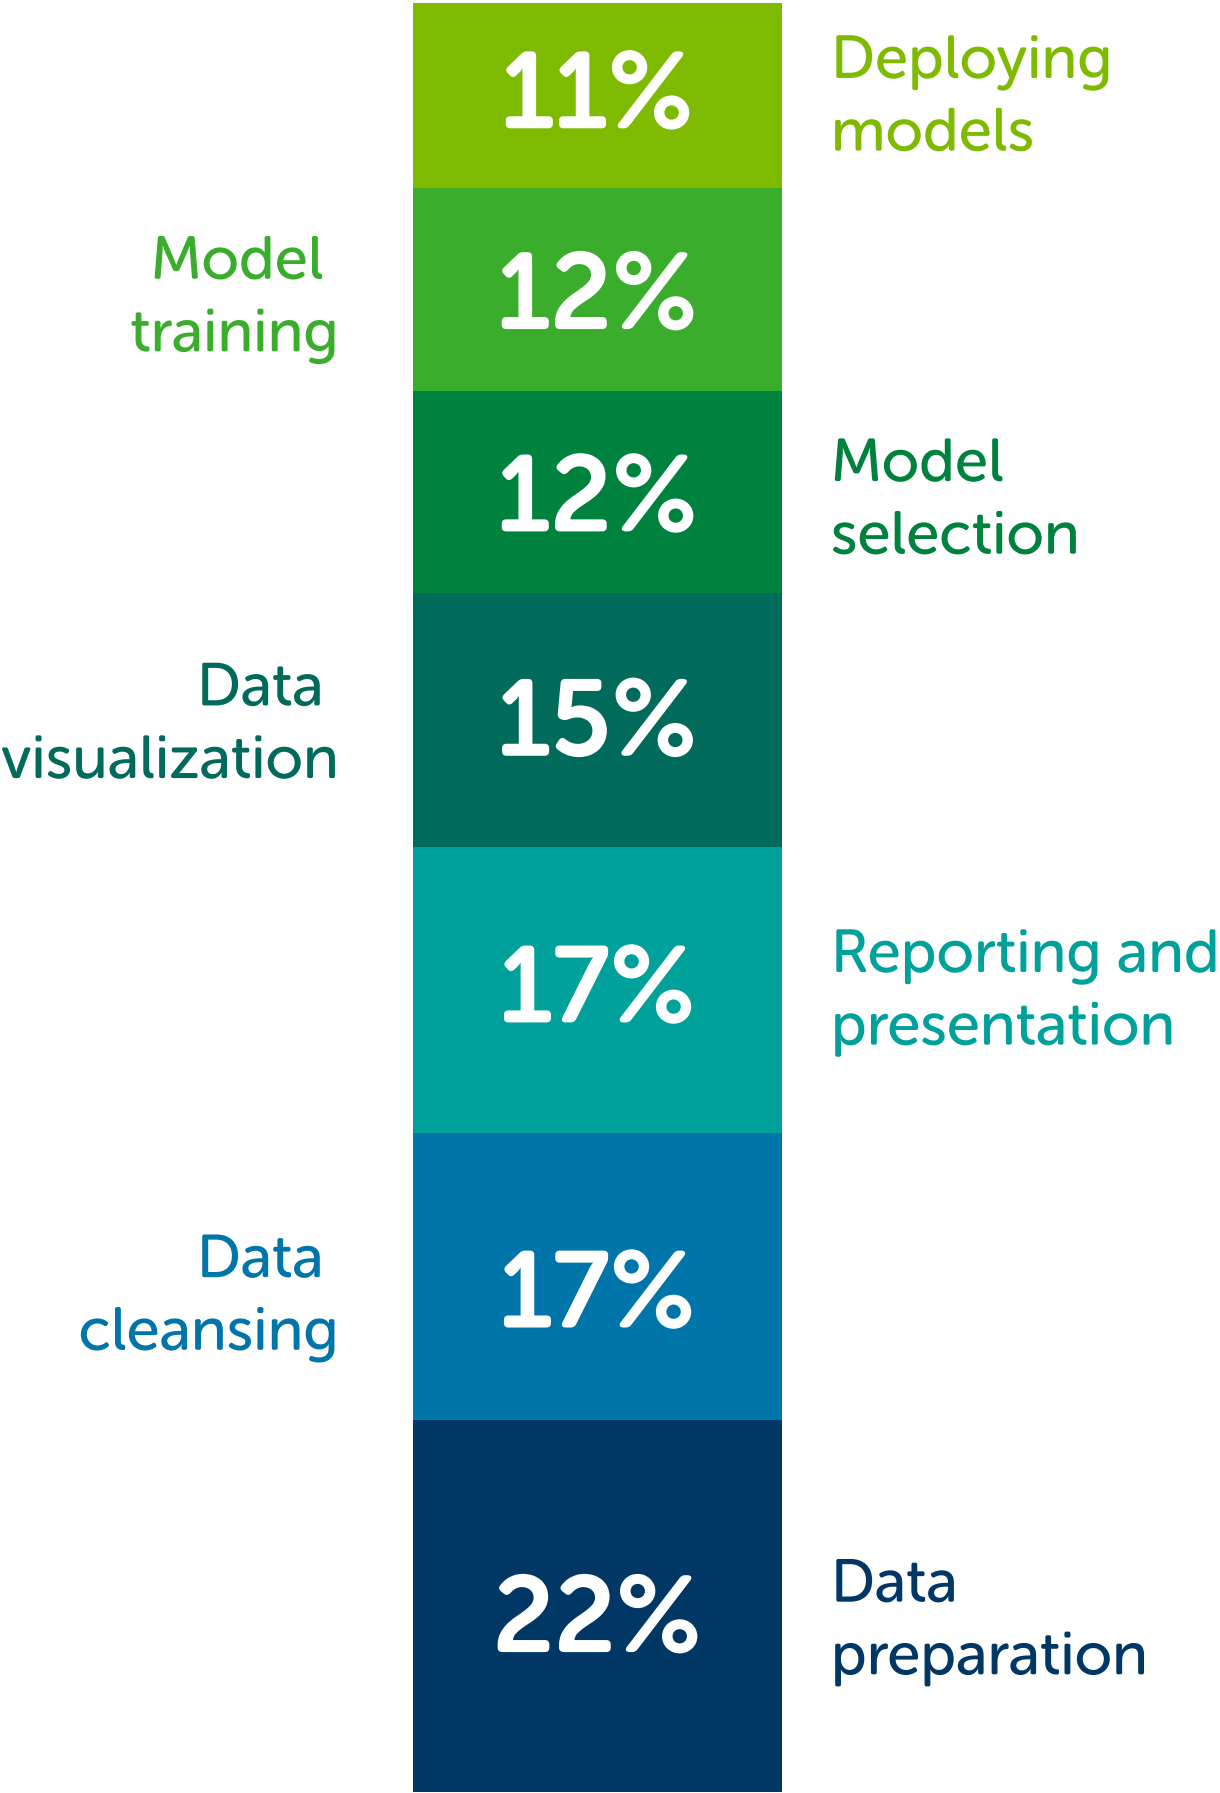 11%
Deploying
models
Model
training
12%
12%
Model
selection
Data
visualization
15%
17%
Reporting and
presentation
Data
cleansing
17%
22%
Data
preparation